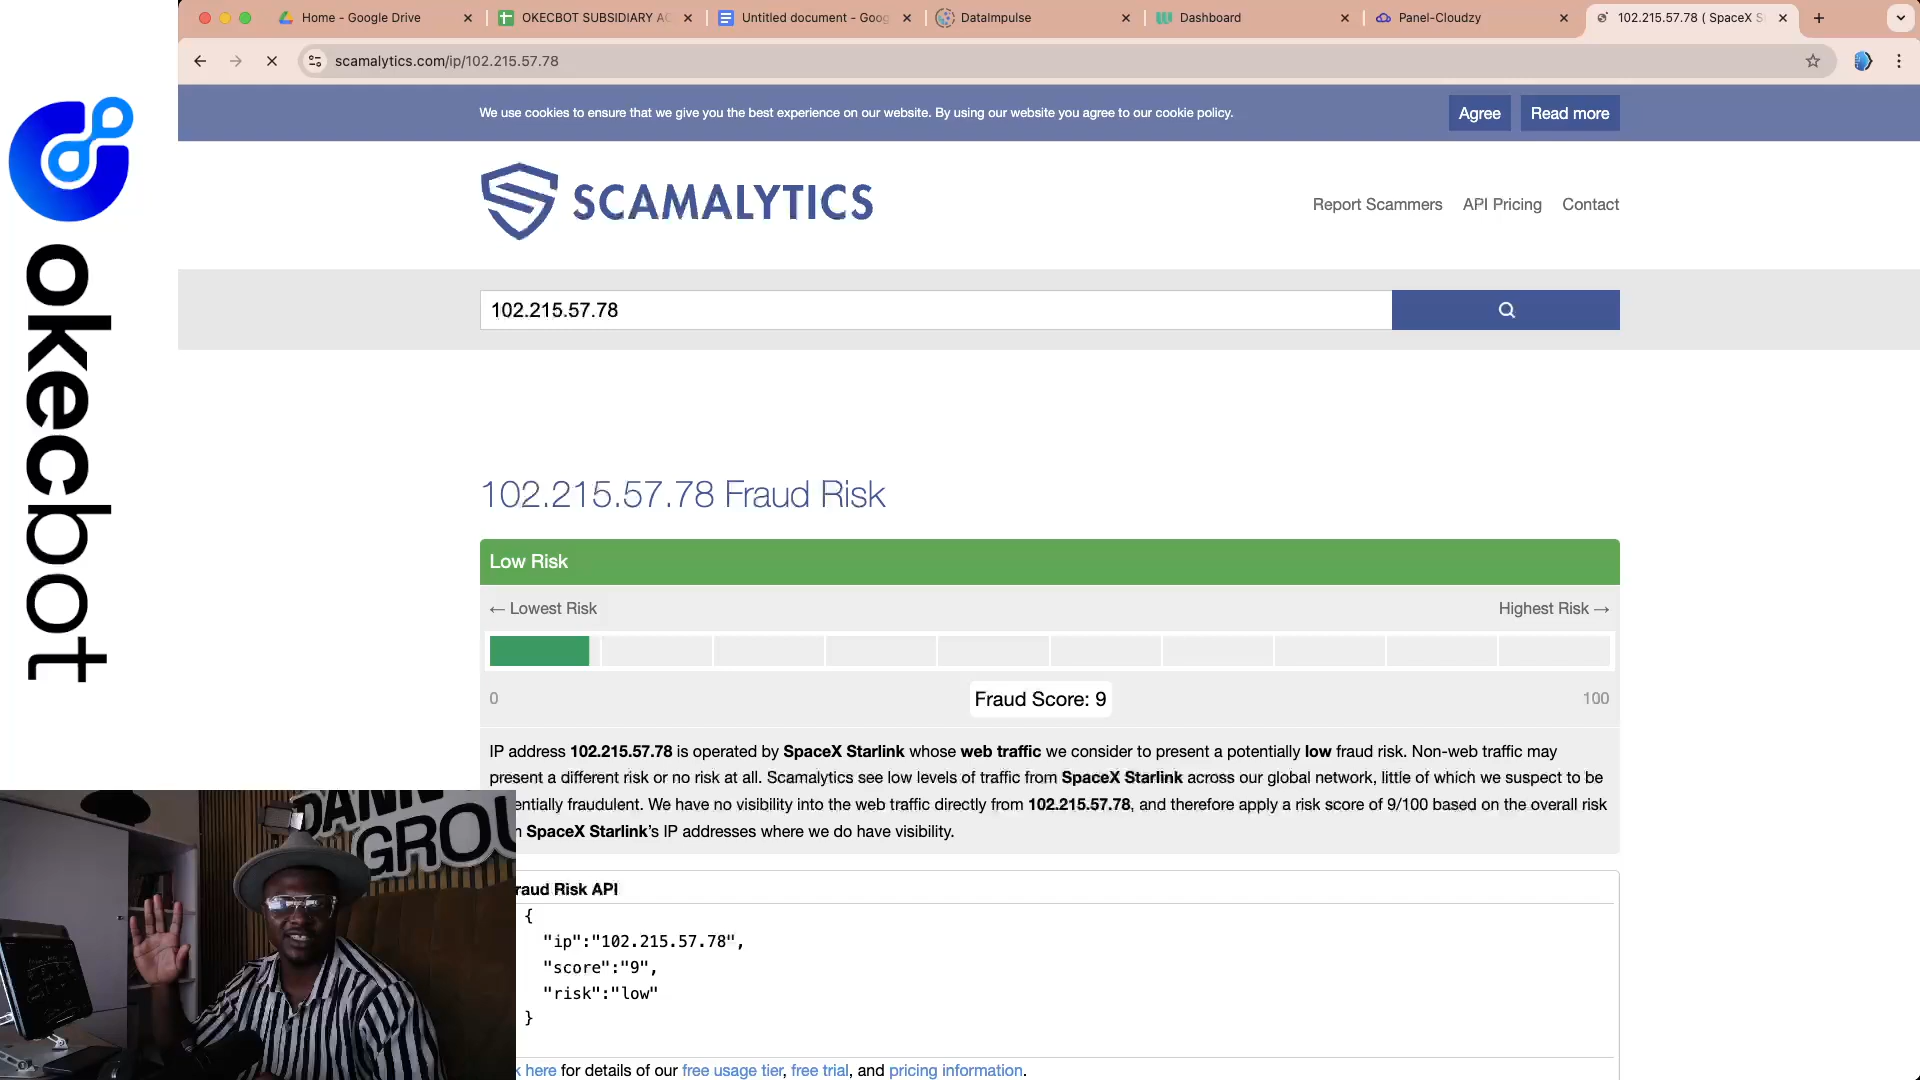 Home - Google Drive
OKECBOT SUBSIDIARY AC
Untitled document - Goog
DataImpulse
Dashboard
Panel-Cloudzy
102.215.57.78 ( SpaceX S
scamalytics.com/ip/102.215.57.78
We use cookies to ensure that we give you the best experience on our website. By using our website you agree to our cookie policy.
Agree
Read more
SCAMALYTICS
Report Scammers
API Pricing
Contact
102.215.57.78
102.215.57.78 Fraud Risk
Low Risk
← Lowest Risk
Highest Risk →
0
Fraud Score: 9
100
IP address 102.215.57.78 is operated by SpaceX Starlink whose web traffic we consider to present a potentially low fraud risk. Non-web traffic may
present a different risk or no risk at all. Scamalytics see low levels of traffic from SpaceX Starlink across our global network, little of which we suspect to be
entially fraudulent. We have no visibility into the web traffic directly from 102.215.57.78, and therefore apply a risk score of 9/100 based on the overall risk
SpaceX Starlink's IP addresses where we do have visibility.
raud Risk API
{
"ip":"102.215.57.78",
"score":"9",
"risk":"low"
}
k here for details of our free usage tier, free trial, and pricing information.
okecbot
GROU